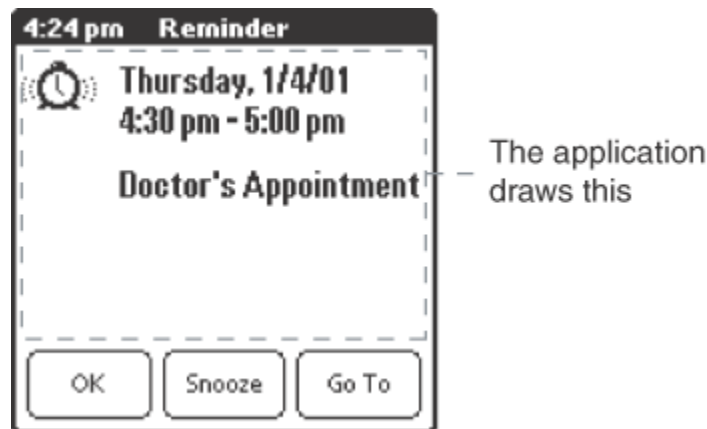 4:24 pm Reminder
Thursday, 1/4/01
4:30 pm - 5:00 pm
Doctor's Appointment
The application
draws this
OK Snooze Go To